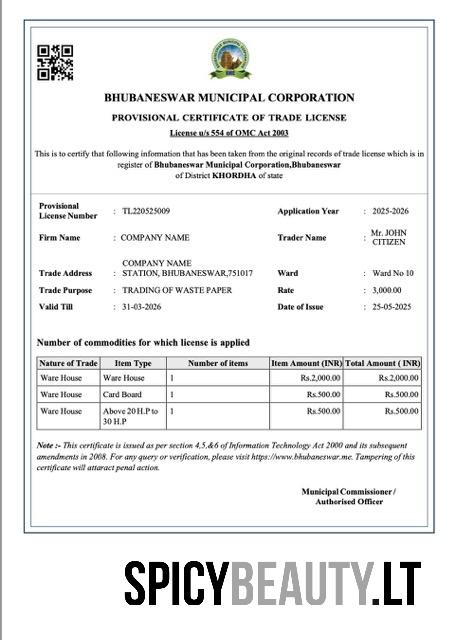 BHUBANESWAR MUNICIPAL CORPORATION
PROVISIONAL CERTIFICATE OF TRADE LICENSE
License u/s 554 of OMC Act 2003
This is to certify that following information that has been taken from the original records of trade license which is in
register of Bhubaneswar Municipal Corporation,Bhubaneswar
of District KHORDHA of state
Provisional License Number : TL220525009 Application Year : 2025-2026
Firm Name : COMPANY NAME Trader Name : Mr. JOHN CITIZEN
Trade Address : COMPANY NAME STATION, BHUBANESWAR,751017 Ward : Ward No 10
Trade Purpose : TRADING OF WASTE PAPER Rate : 3,000.00
Valid Till : 31-03-2026 Date of Issue : 25-05-2025
Number of commodities for which license is applied
Nature of Trade Item Type Number of items Item Amount (INR) Total Amount ( INR)
Ware House Ware House 1 Rs.2,000.00 Rs.2,000.00
Ware House Card Board 1 Rs.500.00 Rs.500.00
Ware House Above 20 H.P to 30 H.P 1 Rs.500.00 Rs.500.00
Note :- This certificate is issued as per section 4,5,&6 of Information Technology Act 2000 and its subsequent
amendments in 2008. For any query or verification, please visit https://www.bhubaneswar.me. Tampering of this
certificate will attaract penal action.
Municipal Commissioner /
Authorised Officer
SPICYBEAUTY.LT